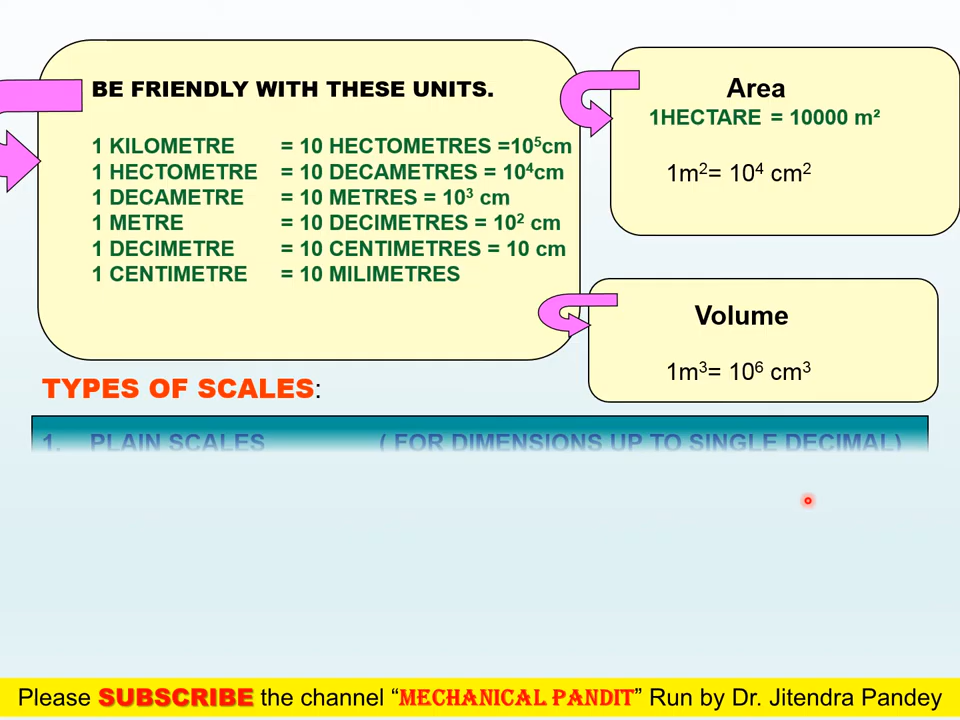 BE FRIENDLY WITH THESE UNITS.
1 KILOMETRE = 10 HECTOMETRES =10⁵cm
1 HECTOMETRE = 10 DECAMETRES = 10⁴cm
1 DECAMETRE = 10 METRES = 10³ cm
1 METRE = 10 DECIMETRES = 10² cm
1 DECIMETRE = 10 CENTIMETRES = 10 cm
1 CENTIMETRE = 10 MILIMETRES
Area
1HECTARE = 10000 m²
1m²= 10⁴ cm²
Volume
1m³= 10⁶ cm³
TYPES OF SCALES:
1. PLAIN SCALES ( FOR DIMENSIONS UP TO SINGLE DECIMAL)
Please SUBSCRIBE the channel “MECHANICAL PANDIT” Run by Dr. Jitendra Pandey